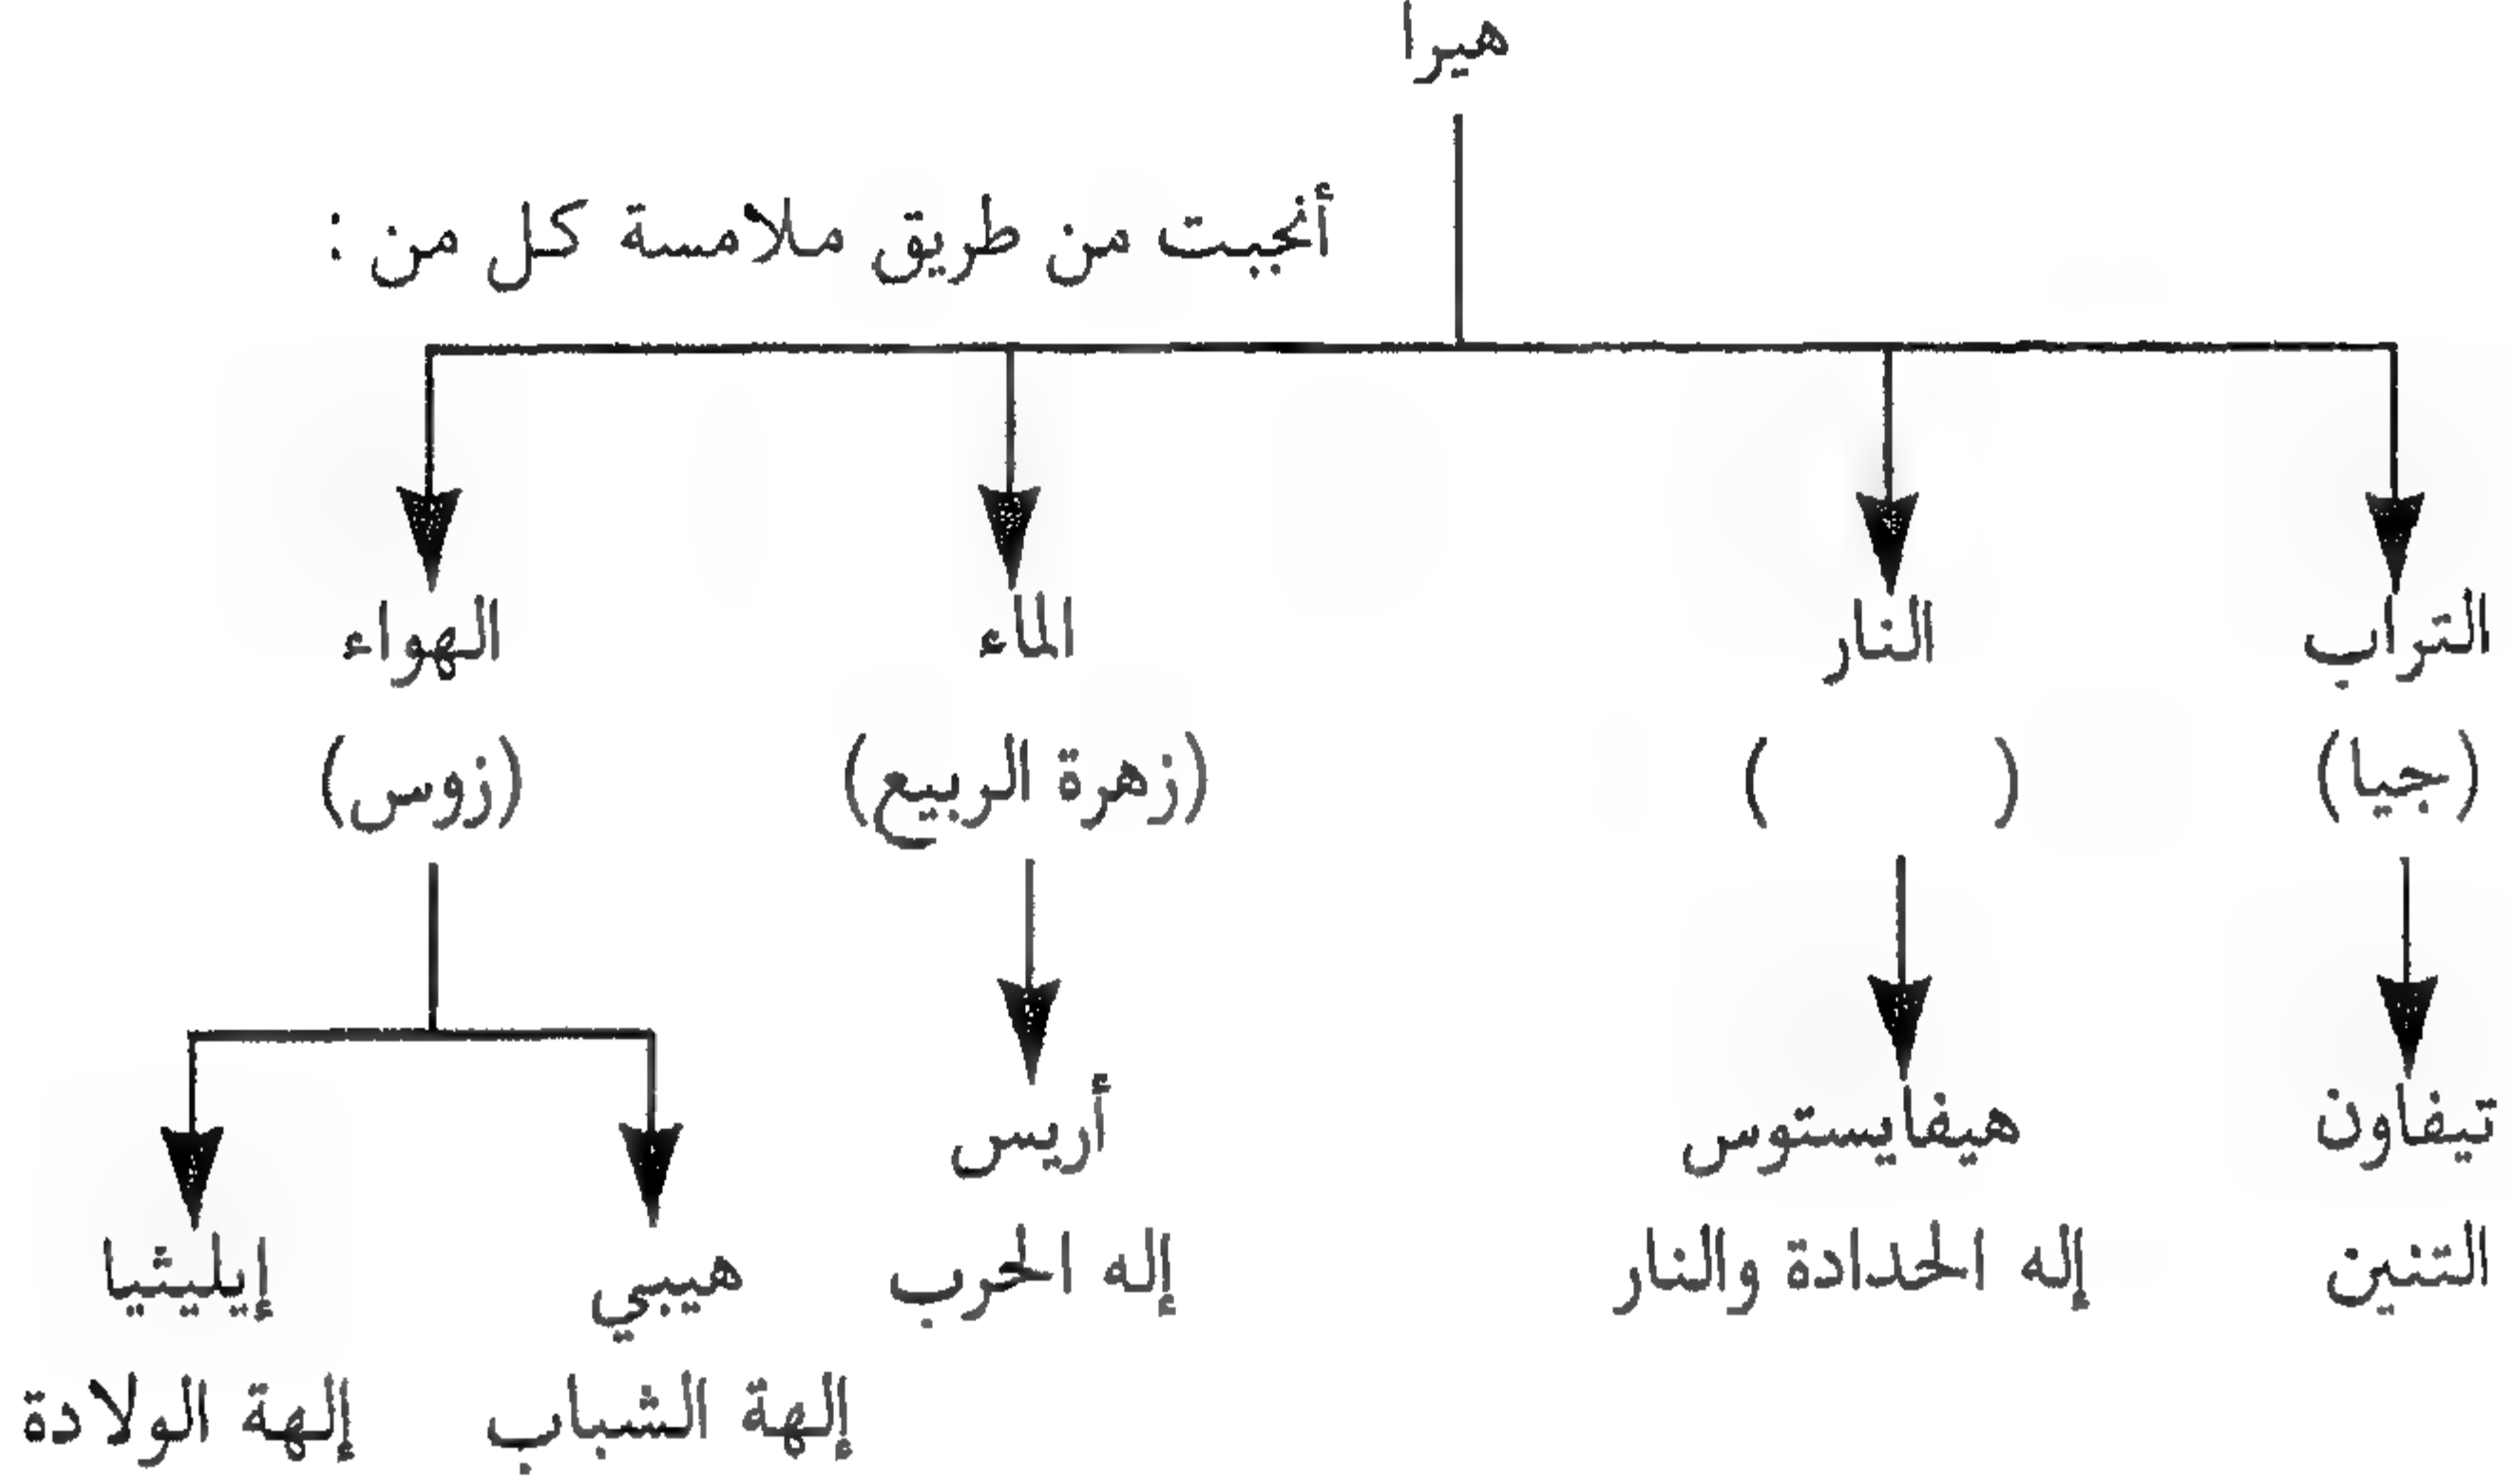 هيرا
أنجبت من طريق ملامسة كل من :
التراب
النار
الماء
الهواء
(جيا)
( )
(زهرة الربيع)
(زوس)
تيفاون
التنين
هيفايستوس
إله الحدادة والنار
أريس
إله الحرب
هيبي
إلهة الشباب
إيليثيا
إلهة الولادة